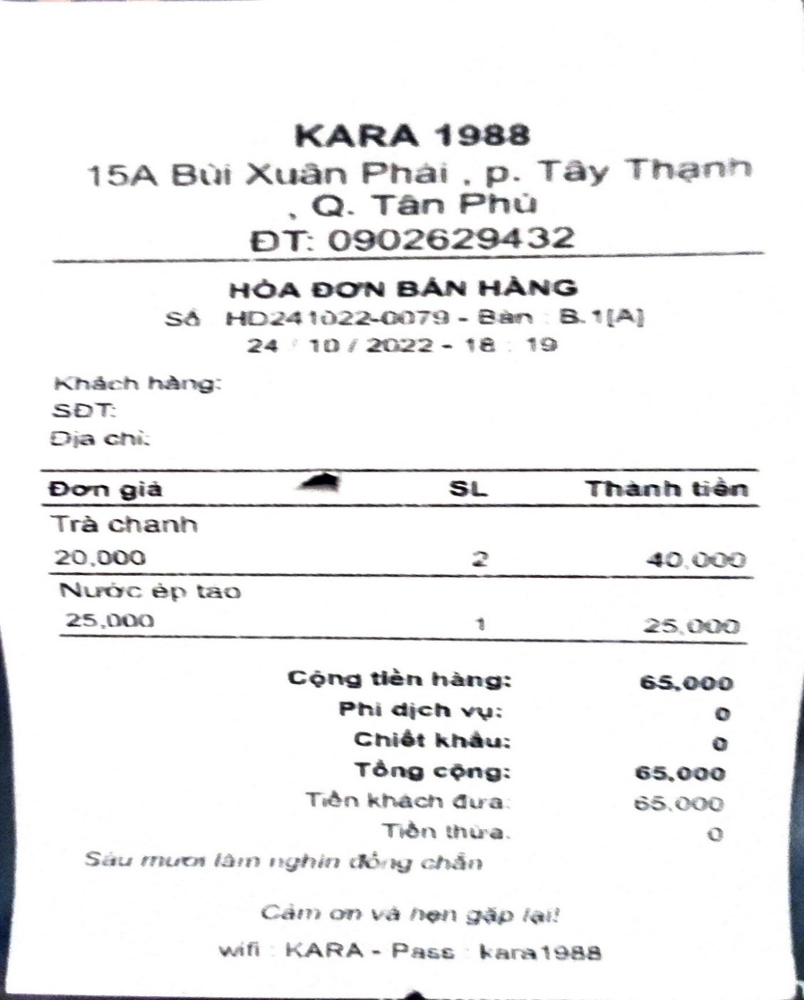 KARA 1988
15A Bùi Xuân Phái , p. Tây Thạnh
, Q. Tân Phú
ĐT: 0902629432
HÓA ĐƠN BÁN HÀNG
Số HD241022-0079 - Bàn : B.1[A]
24 / 10 / 2022 - 18 : 19
Khách hàng:
SĐT:
Địa chỉ:
Đơn giá SL Thành tiền
Trà chanh
20,000 2 40,000
Nước ép táo
25,000 1 25,000
Cộng tiền hàng: 65,000
Phí dịch vụ: 0
Chiết khấu: 0
Tổng cộng: 65,000
Tiền khách đưa: 65,000
Tiền thừa: 0
Sáu mươi lăm nghìn đồng chẵn
Cảm ơn và hẹn gặp lại!
wifi : KARA - Pass : kara1988